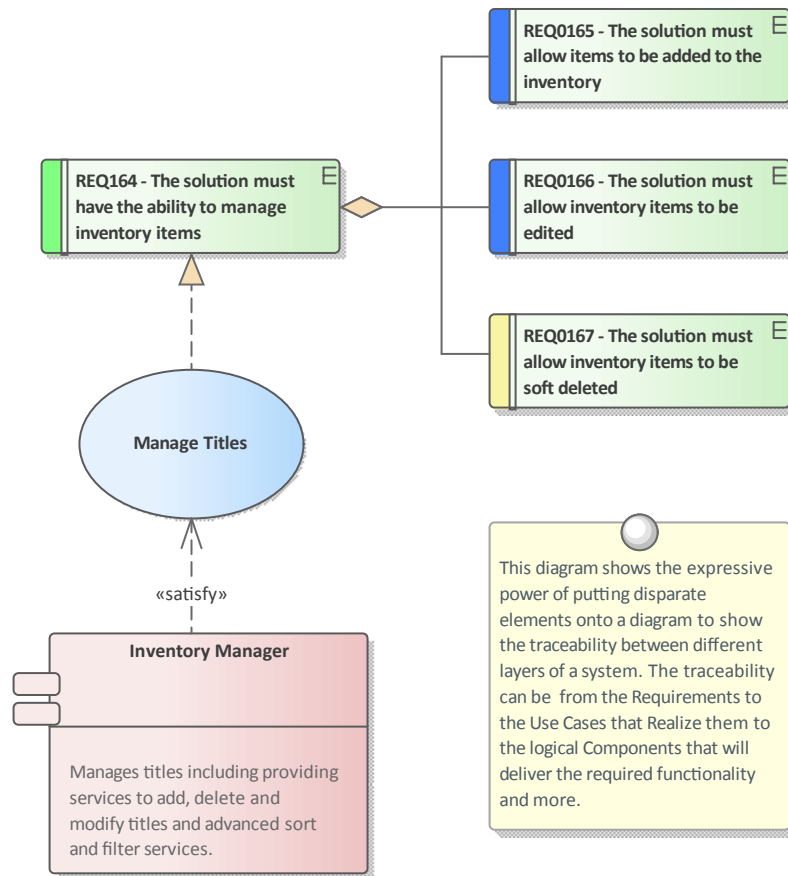 REQ0165 - The solution must
allow items to be added to the
inventory
E
REQ164 - The solution must
have the ability to manage
inventory items
E
REQ0166 - The solution must
allow inventory items to be
edited
E
REQ0167 - The solution must
allow inventory items to be
soft deleted
E
Manage Titles
«satisfy»
Inventory Manager
Manages titles including providing
services to add, delete and
modify titles and advanced sort
and filter services.
This diagram shows the expressive
power of putting disparate
elements onto a diagram to show
the traceability between different
layers of a system. The traceability
can be  from the Requirements to
the Use Cases that Realize them to
the logical Components that will
deliver the required functionality
and more.